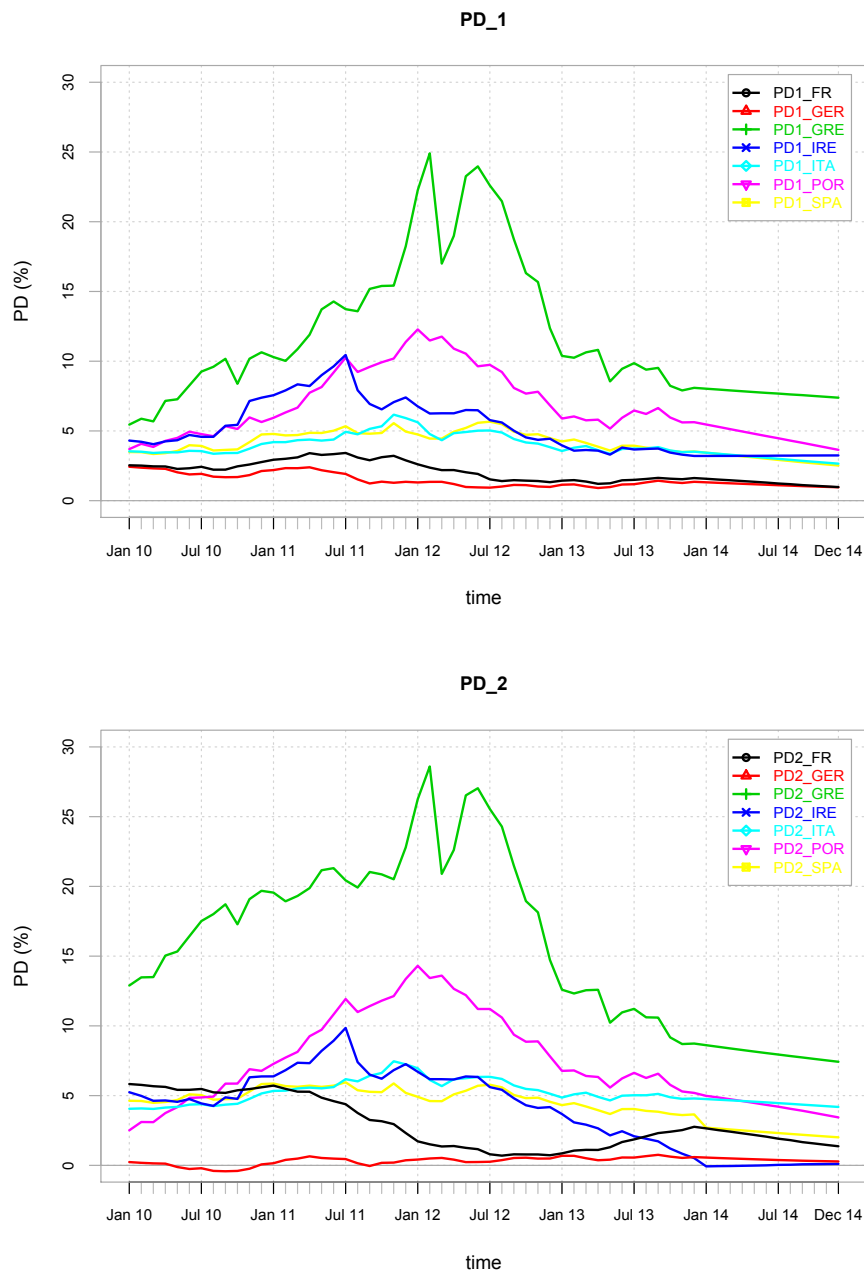 PD_1
PD (%)
30
25
20
15
10
5
0
PD1_FR
PD1_GER
PD1_GRE
PD1_IRE
PD1_ITA
PD1_POR
PD1_SPA
Jan 10 Jul 10 Jan 11 Jul 11 Jan 12 Jul 12 Jan 13 Jul 13 Jan 14 Jul 14 Dec 14
time
PD_2
PD (%)
30
25
20
15
10
5
0
PD2_FR
PD2_GER
PD2_GRE
PD2_IRE
PD2_ITA
PD2_POR
PD2_SPA
Jan 10 Jul 10 Jan 11 Jul 11 Jan 12 Jul 12 Jan 13 Jul 13 Jan 14 Jul 14 Dec 14
time